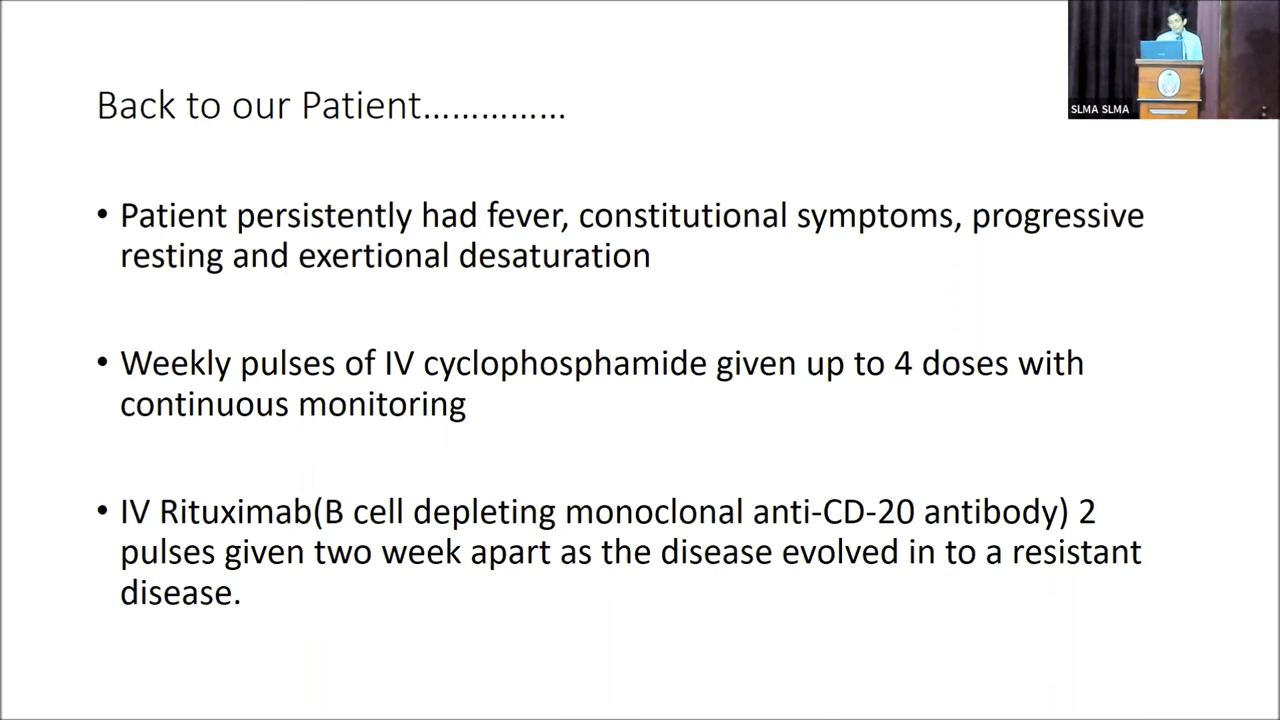 SLMA SLMA
Back to our Patient……………
• Patient persistently had fever, constitutional symptoms, progressive
resting and exertional desaturation
• Weekly pulses of IV cyclophosphamide given up to 4 doses with
continuous monitoring
• IV Rituximab(B cell depleting monoclonal anti-CD-20 antibody) 2
pulses given two week apart as the disease evolved in to a resistant
disease.